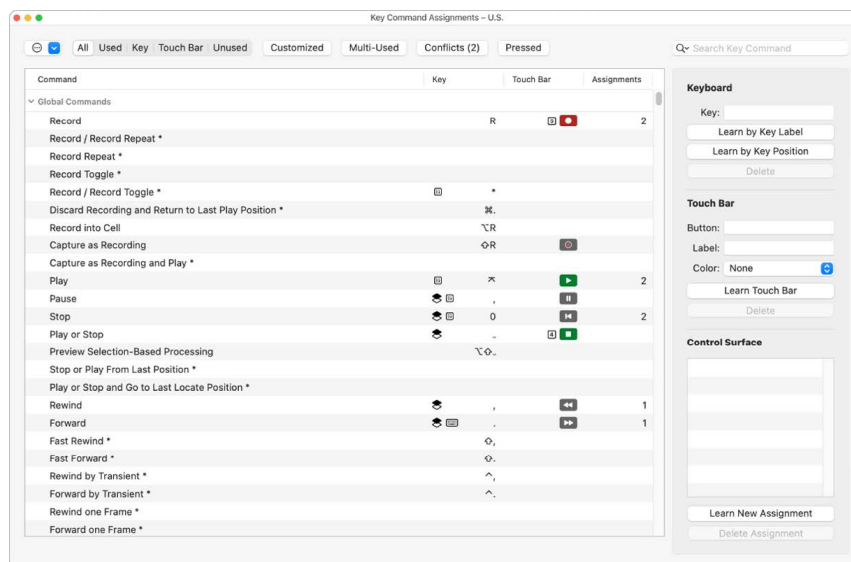 Key Command Assignments – U.S.
All Used Key Touch Bar Unused Customized Multi-Used Conflicts (2) Pressed Search Key Command
Command Key Touch Bar Assignments
Global Commands
Record R 3 2
Record / Record Repeat *
Record Repeat *
Record Toggle *
Record / Record Toggle * *
Discard Recording and Return to Last Play Position * ⌘.
Record into Cell ⌥R
Capture as Recording ⇧R
Capture as Recording and Play *
Play ⌤ 2
Pause ,
Stop 0 2
Play or Stop ⎵ 4
Preview Selection-Based Processing ⌥⇧⎵
Stop or Play From Last Position *
Play or Stop and Go to Last Locate Position *
Rewind , 1
Forward . 1
Fast Rewind * ⇧,
Fast Forward * ⇧.
Rewind by Transient * ^,
Forward by Transient * ^.
Rewind one Frame *
Forward one Frame *
Keyboard
Key:
Learn by Key Label
Learn by Key Position
Delete
Touch Bar
Button:
Label:
Color: None
Learn Touch Bar
Delete
Control Surface
Learn New Assignment
Delete Assignment